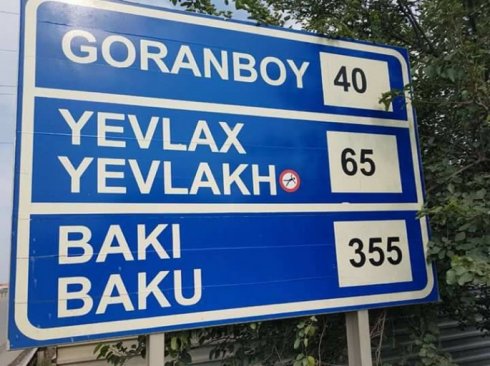 GORANBOY 40
YEVLAX
YEVLAKH 65
BAKI
BAKU 355